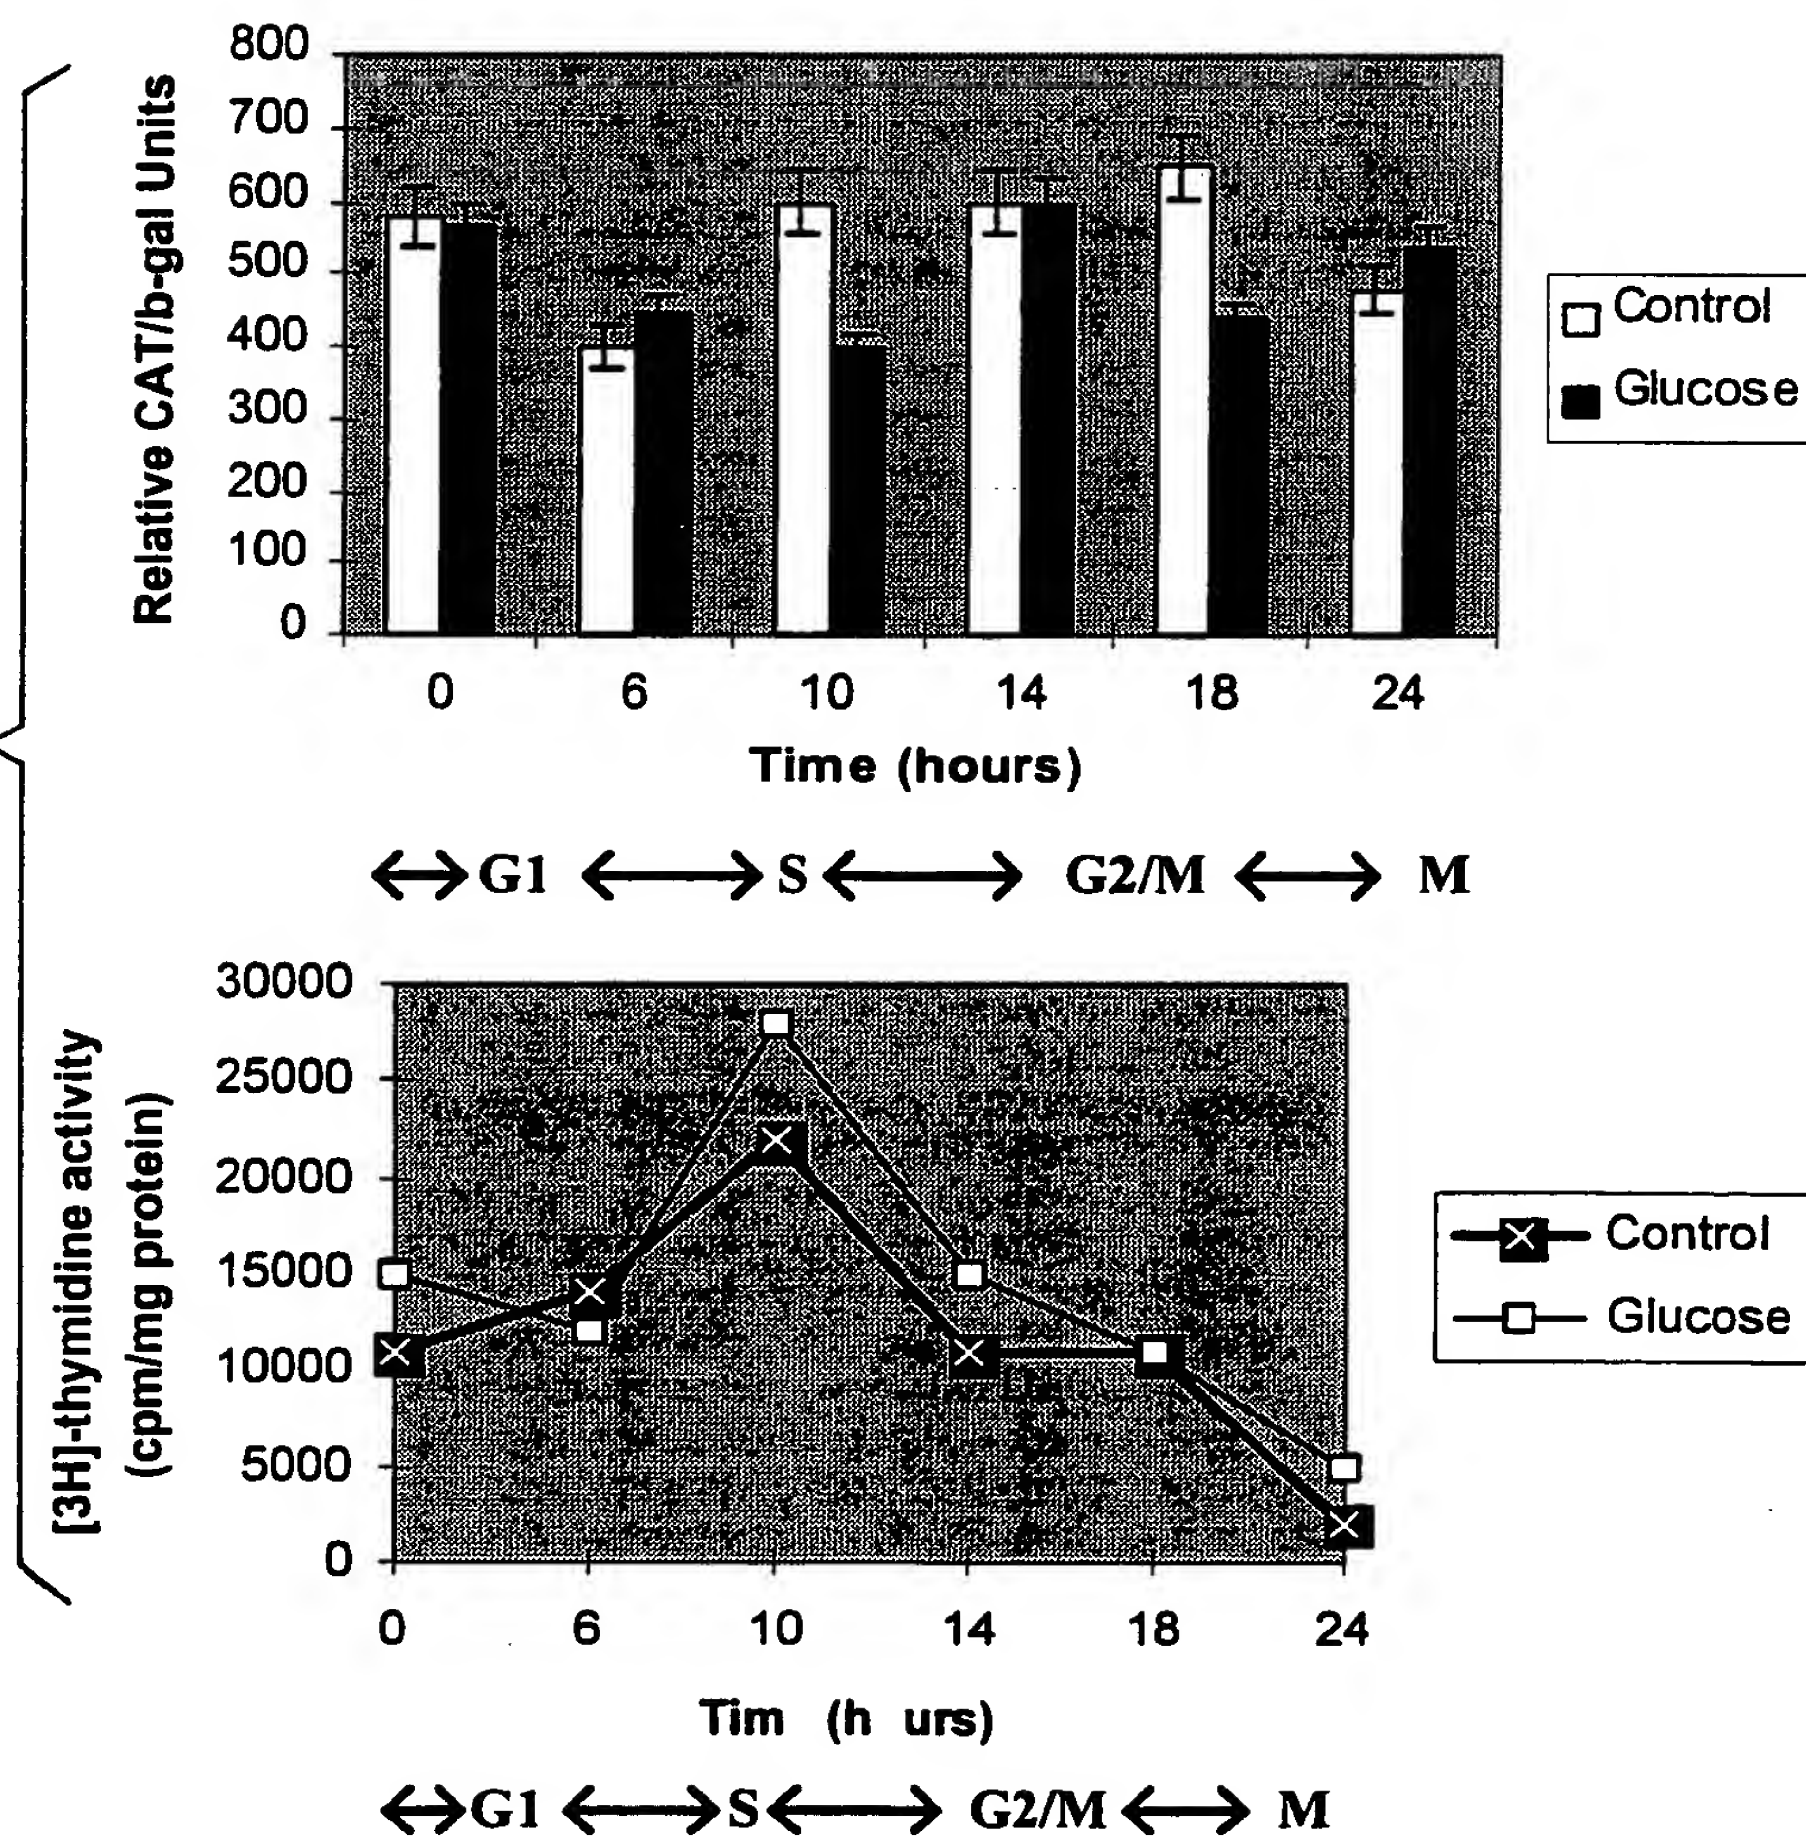 800
700
600
500
400
300
200
100
0
Relative CAT/b-gal Units
0 6 10 14 18 24
Time (hours)
Control
Glucose
G1 S G2/M M
30000
25000
20000
15000
10000
5000
0
[3H]-thymidine activity
(cpm/mg protein)
0 6 10 14 18 24
Tim (h urs)
Control
Glucose
G1 S G2/M M